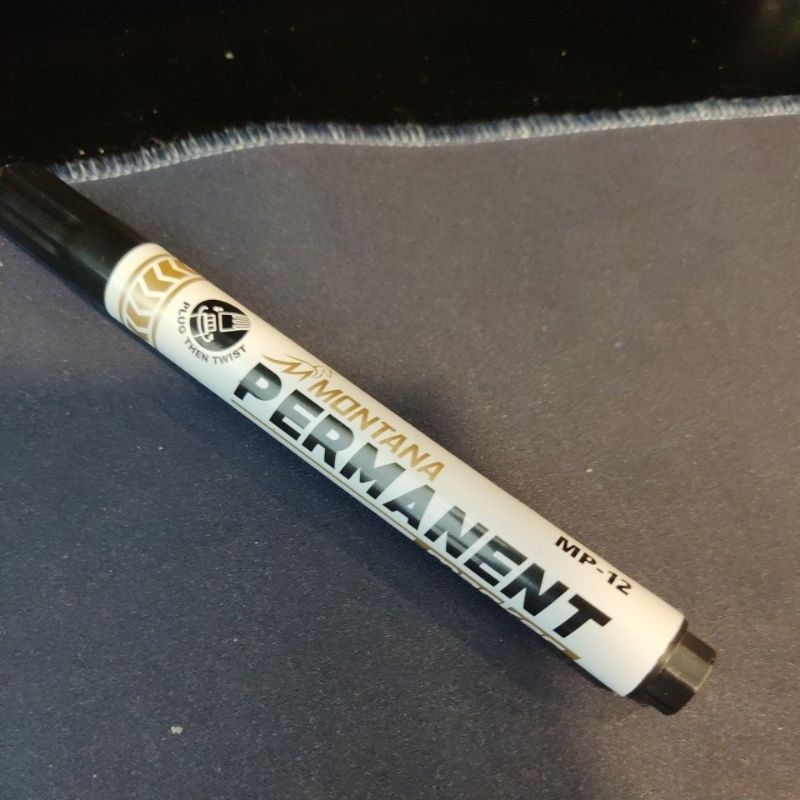 PLUG THEN TWIST
MONTANA
PERMANENT
MP-12